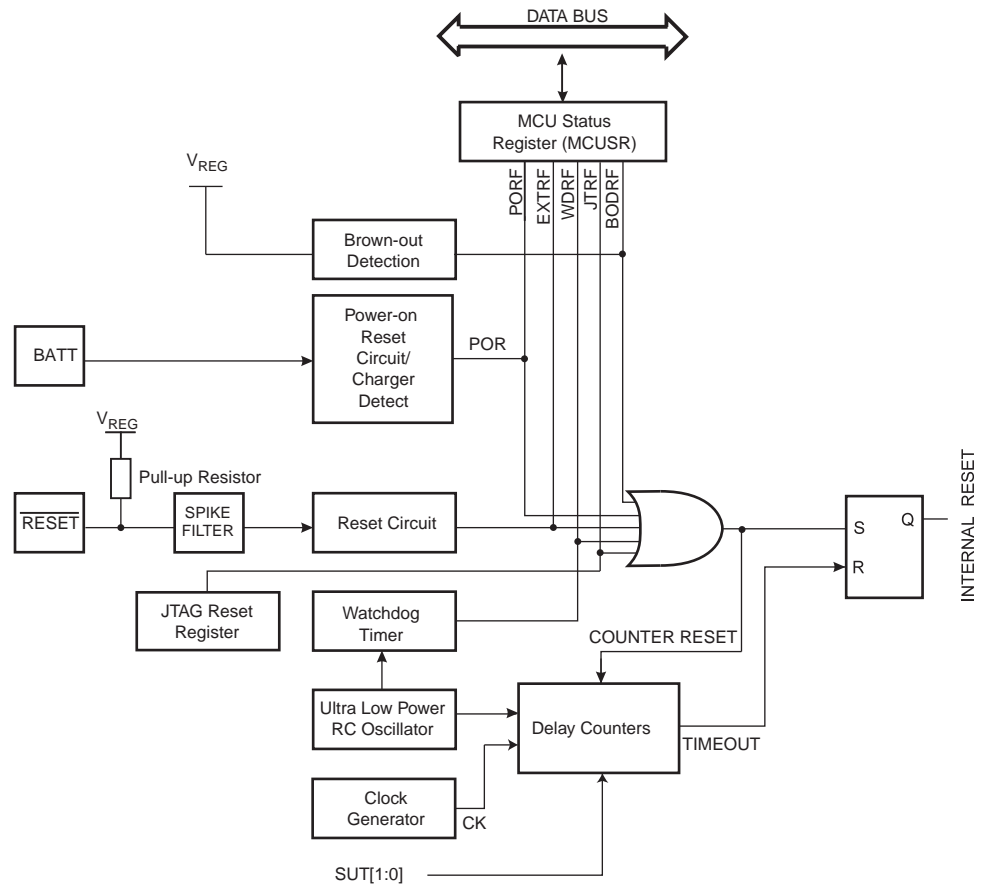 DATA BUS
MCU Status
Register (MCUSR)
PORF
EXTRF
WDRF
JTRF
BODRF
VREG
Brown-out
Detection
Power-on
Reset
Circuit/
Charger
Detect
POR
BATT
VREG
Pull-up Resistor
RESET
SPIKE
FILTER
Reset Circuit
JTAG Reset
Register
Watchdog
Timer
COUNTER RESET
S
R
Q
INTERNAL RESET
Ultra Low Power
RC Oscillator
Delay Counters
TIMEOUT
Clock
Generator
CK
SUT[1:0]